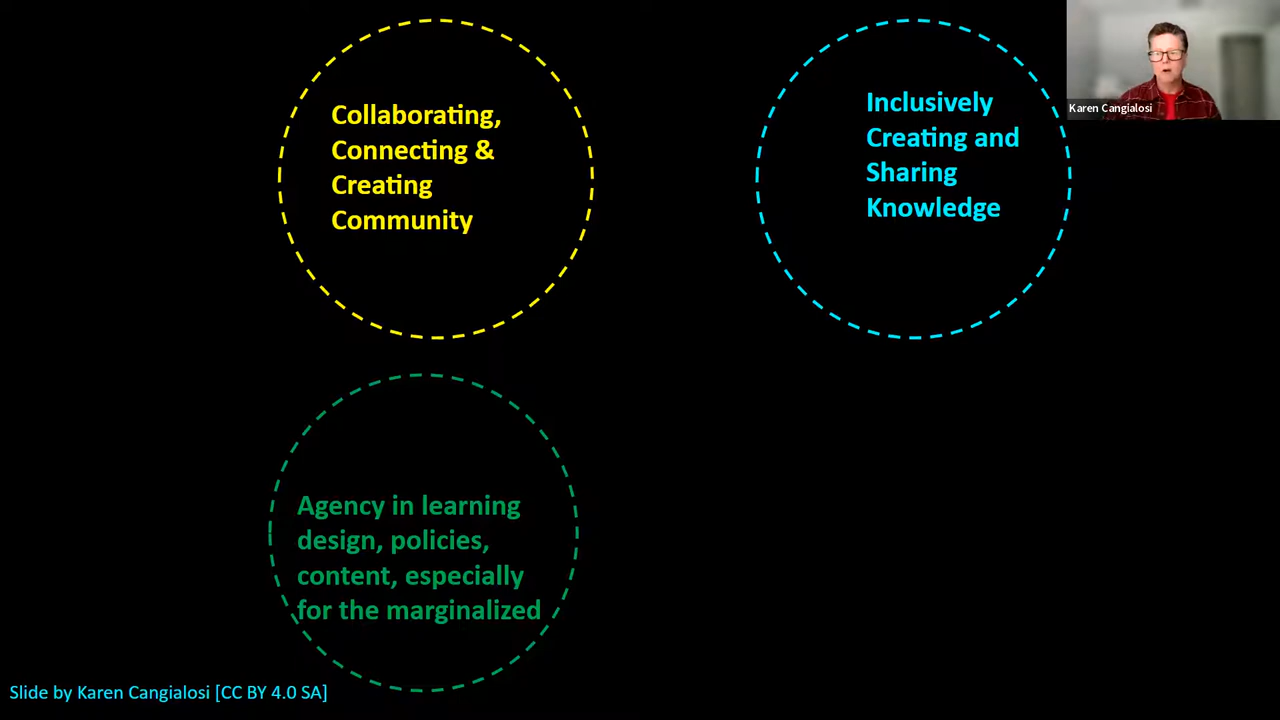 Collaborating,
Connecting &
Creating
Community
Inclusively
Creating and
Sharing
Knowledge
Karen Cangialosi
Agency in learning
design, policies,
content, especially
for the marginalized
Slide by Karen Cangialosi [CC BY 4.0 SA]